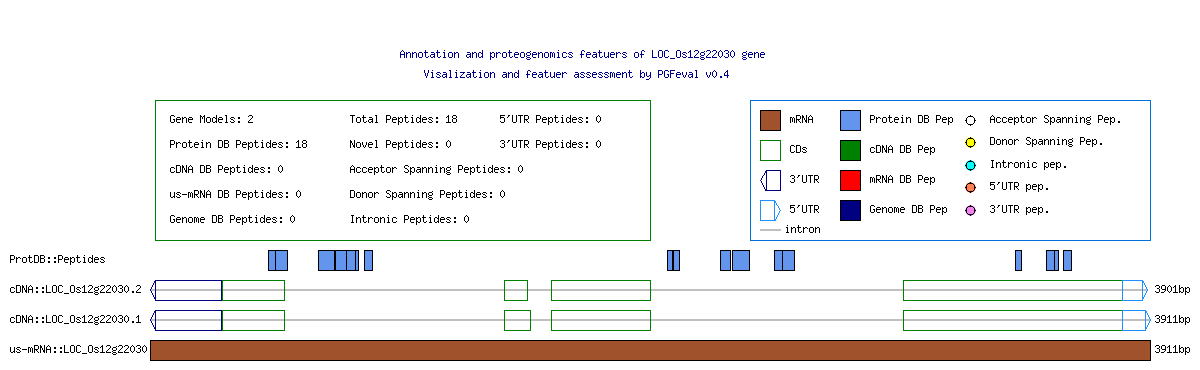 Annotation and proteogenomics featuers of LOC_Os12g22030 gene
Visalization and featuer assessment by PGFeval v0.4
Gene Models: 2 Total Peptides: 18 5'UTR Peptides: 0
Protein DB Peptides: 18 Novel Peptides: 0 3'UTR Peptides: 0
cDNA DB Peptides: 0 Acceptor Spanning Peptides: 0
us-mRNA DB Peptides: 0 Donor Spanning Peptides: 0
Genome DB Peptides: 0 Intronic Peptides: 0
mRNA Protein DB Pep Acceptor Spanning Pep.
CDs cDNA DB Pep Donor Spanning Pep.
3'UTR mRNA DB Pep Intronic pep.
5'UTR Genome DB Pep 5'UTR pep.
intron 3'UTR pep.
ProtDB::Peptides
cDNA::LOC_Os12g22030.2 3901bp
cDNA::LOC_Os12g22030.1 3911bp
us-mRNA::LOC_Os12g22030 3911bp